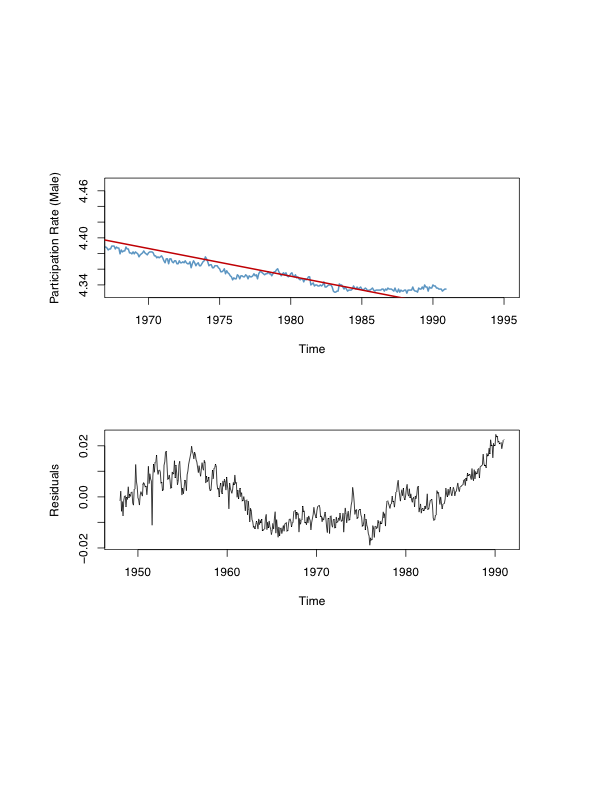 Participation Rate (Male)
4.46
4.40
4.34
1970 1975 1980 1985 1990 1995
Time
Residuals
0.02
0.00
−0.02
1950 1960 1970 1980 1990
Time